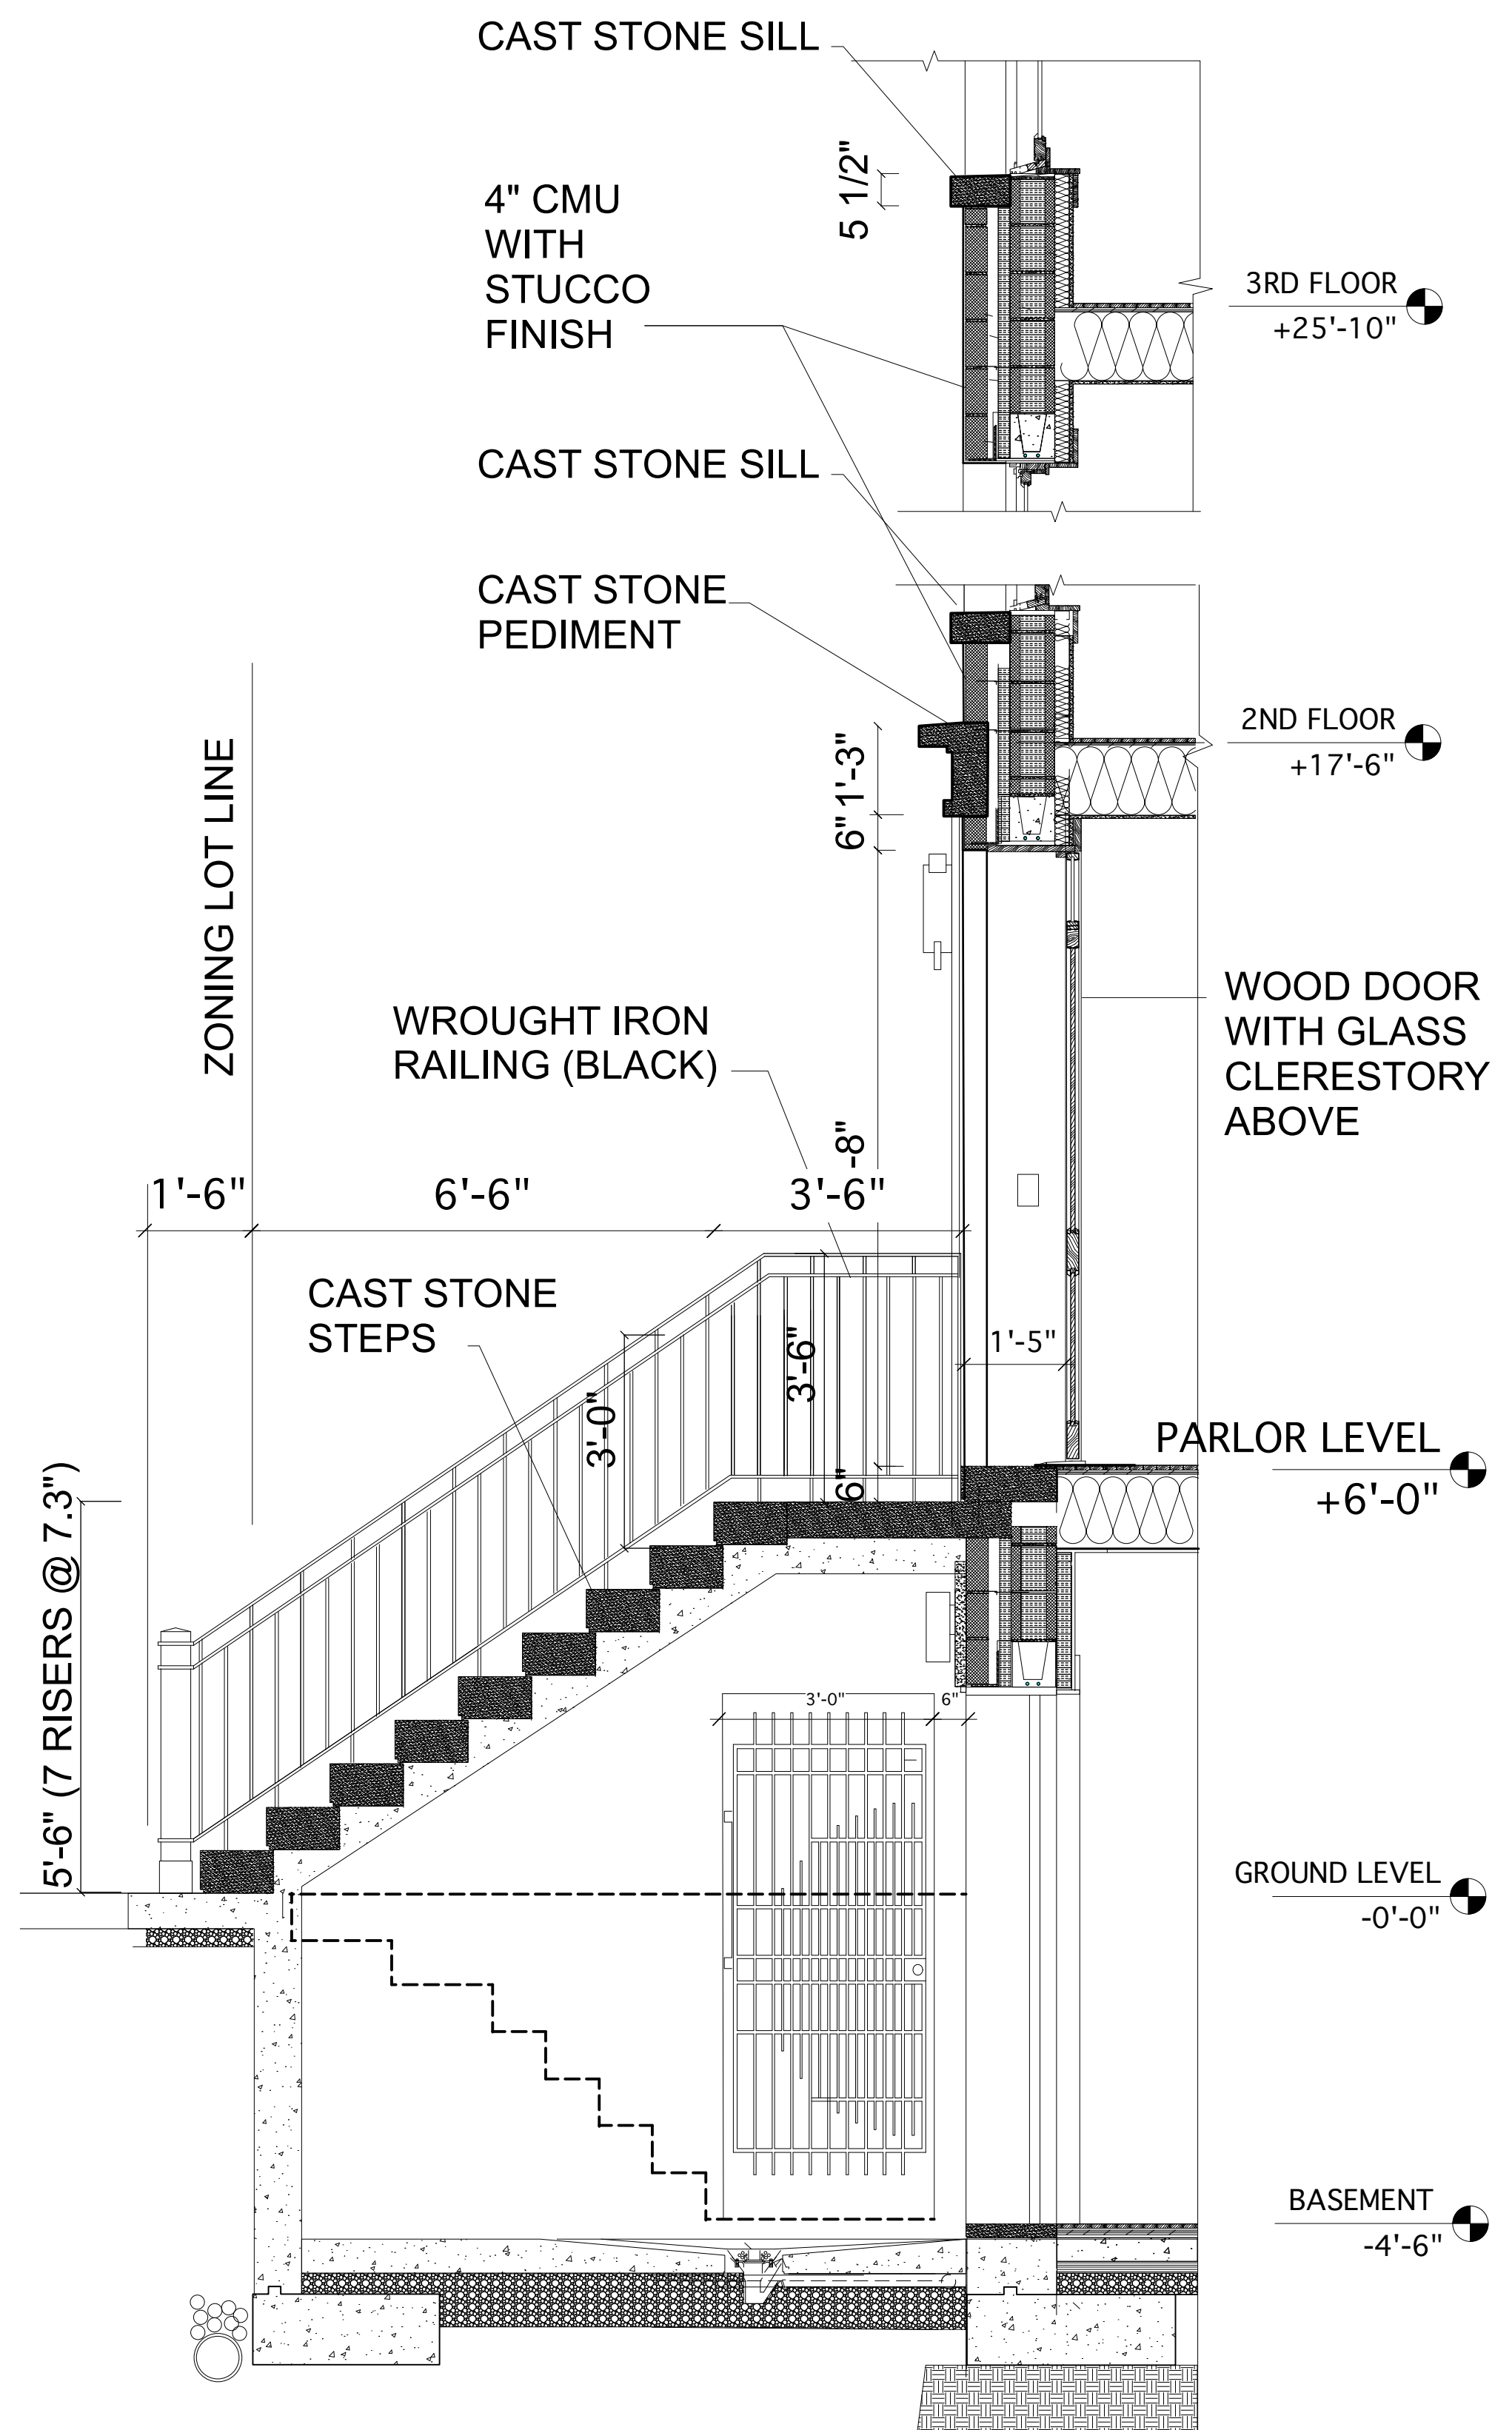 CAST STONE SILL
5 1/2"
4" CMU
WITH
STUCCO
FINISH
3RD FLOOR
+25'-10"
CAST STONE SILL
CAST STONE
PEDIMENT
2ND FLOOR
+17'-6"
1'-3"
6"
ZONING LOT LINE
WOOD DOOR
WITH GLASS
CLERESTORY
ABOVE
WROUGHT IRON
RAILING (BLACK)
-8"
1'-6"
6'-6"
3'-6"
CAST STONE
STEPS
3'-6"
1'-5"
3'-0"
PARLOR LEVEL
+6'-0"
6"
5'-6" (7 RISERS @ 7.3")
3'-0"
6"
GROUND LEVEL
-0'-0"
BASEMENT
-4'-6"